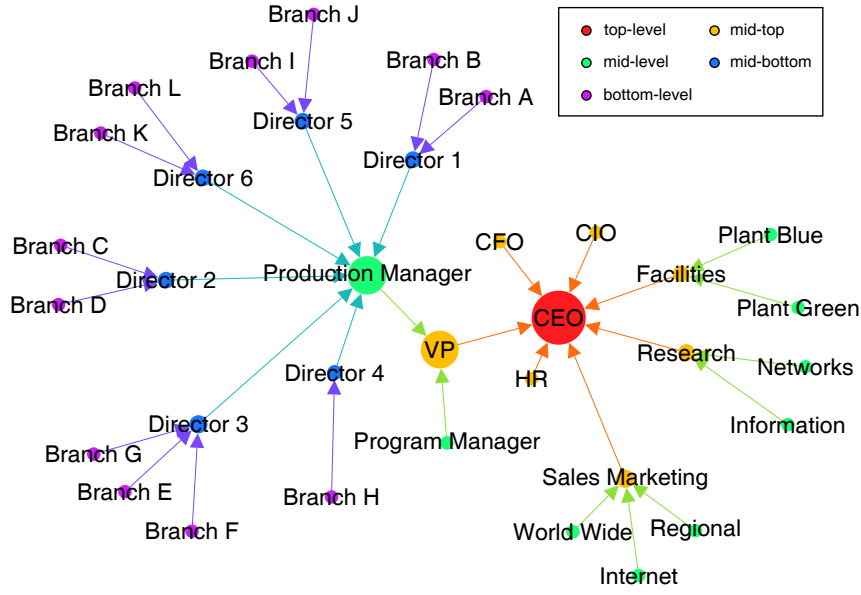 Branch J
top-level
mid-top
mid-level
mid-bottom
bottom-level
Branch I
Branch B
Branch L
Branch A
Branch K
Director 5
Director 1
Director 6
Branch C
CFO
CIO
Plant Blue
Director 2
Production Manager
Facilities
Branch D
Plant Green
CEO
VP
Research
Networks
Director 4
HR
Director 3
Information
Branch G
Program Manager
Branch E
Sales Marketing
Branch H
Branch F
World Wide
Regional
Internet